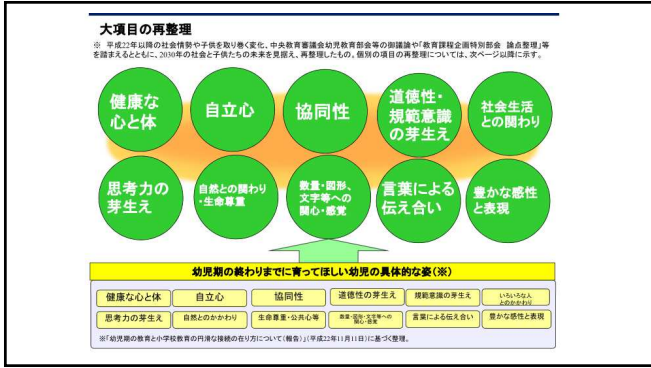 大項目の再整理
※ 平成22年以降の社会情勢や子供を取り巻く変化、中央教育審議会幼児教育部会等の御議論や「教育課程企画特別部会 論点整理」等
を踏まえるとともに、2030年の社会と子供たちの未来を見据え、再整理したもの。個別の項目の再整理については、次ページ以降に示す。
健康な
心と体
自立心
協同性
道徳性・
規範意識
の芽生え
社会生活
との関わり
思考力の
芽生え
自然との関わり
・生命尊重
数量・図形、
文字等への
関心・感覚
言葉による
伝え合い
豊かな感性
と表現
幼児期の終わりまでに育ってほしい幼児の具体的な姿(※)
健康な心と体
自立心
協同性
道徳性の芽生え
規範意識の芽生え
いろいろな人
とのかかわり
思考力の芽生え
自然とのかかわり
生命尊重・公共心等
数量・図形・文字等への
関心・感覚
言葉による伝え合い
豊かな感性と表現
※「幼児期の教育と小学校教育の円滑な接続の在り方について(報告)」(平成22年11月11日)に基づく整理。